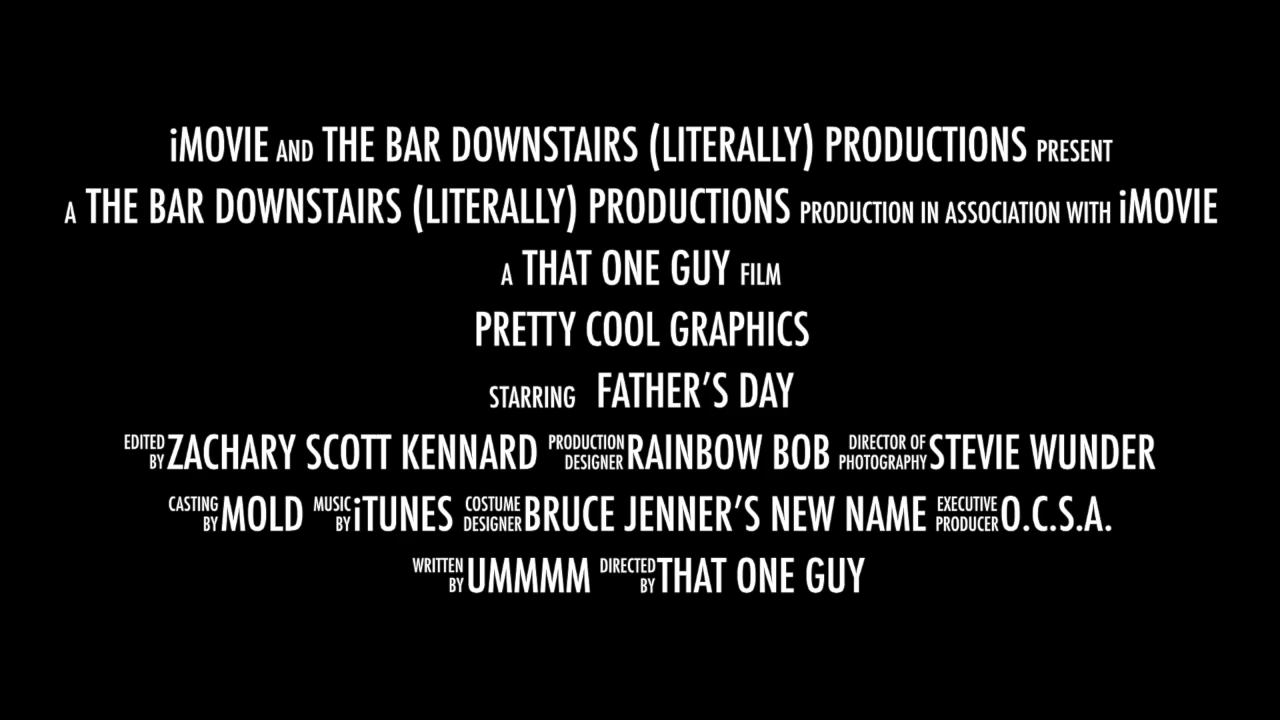 iMOVIE AND THE BAR DOWNSTAIRS (LITERALLY) PRODUCTIONS PRESENT
A THE BAR DOWNSTAIRS (LITERALLY) PRODUCTIONS PRODUCTION IN ASSOCIATION WITH iMOVIE
A THAT ONE GUY FILM
PRETTY COOL GRAPHICS
STARRING FATHER'S DAY
EDITED BY ZACHARY SCOTT KENNARD PRODUCTION DESIGNER RAINBOW BOB DIRECTOR OF PHOTOGRAPHY STEVIE WUNDER
CASTING BY MOLD MUSIC BY iTUNES COSTUME DESIGNER BRUCE JENNER'S NEW NAME EXECUTIVE PRODUCER O.C.S.A.
WRITTEN BY UMMMM DIRECTED BY THAT ONE GUY